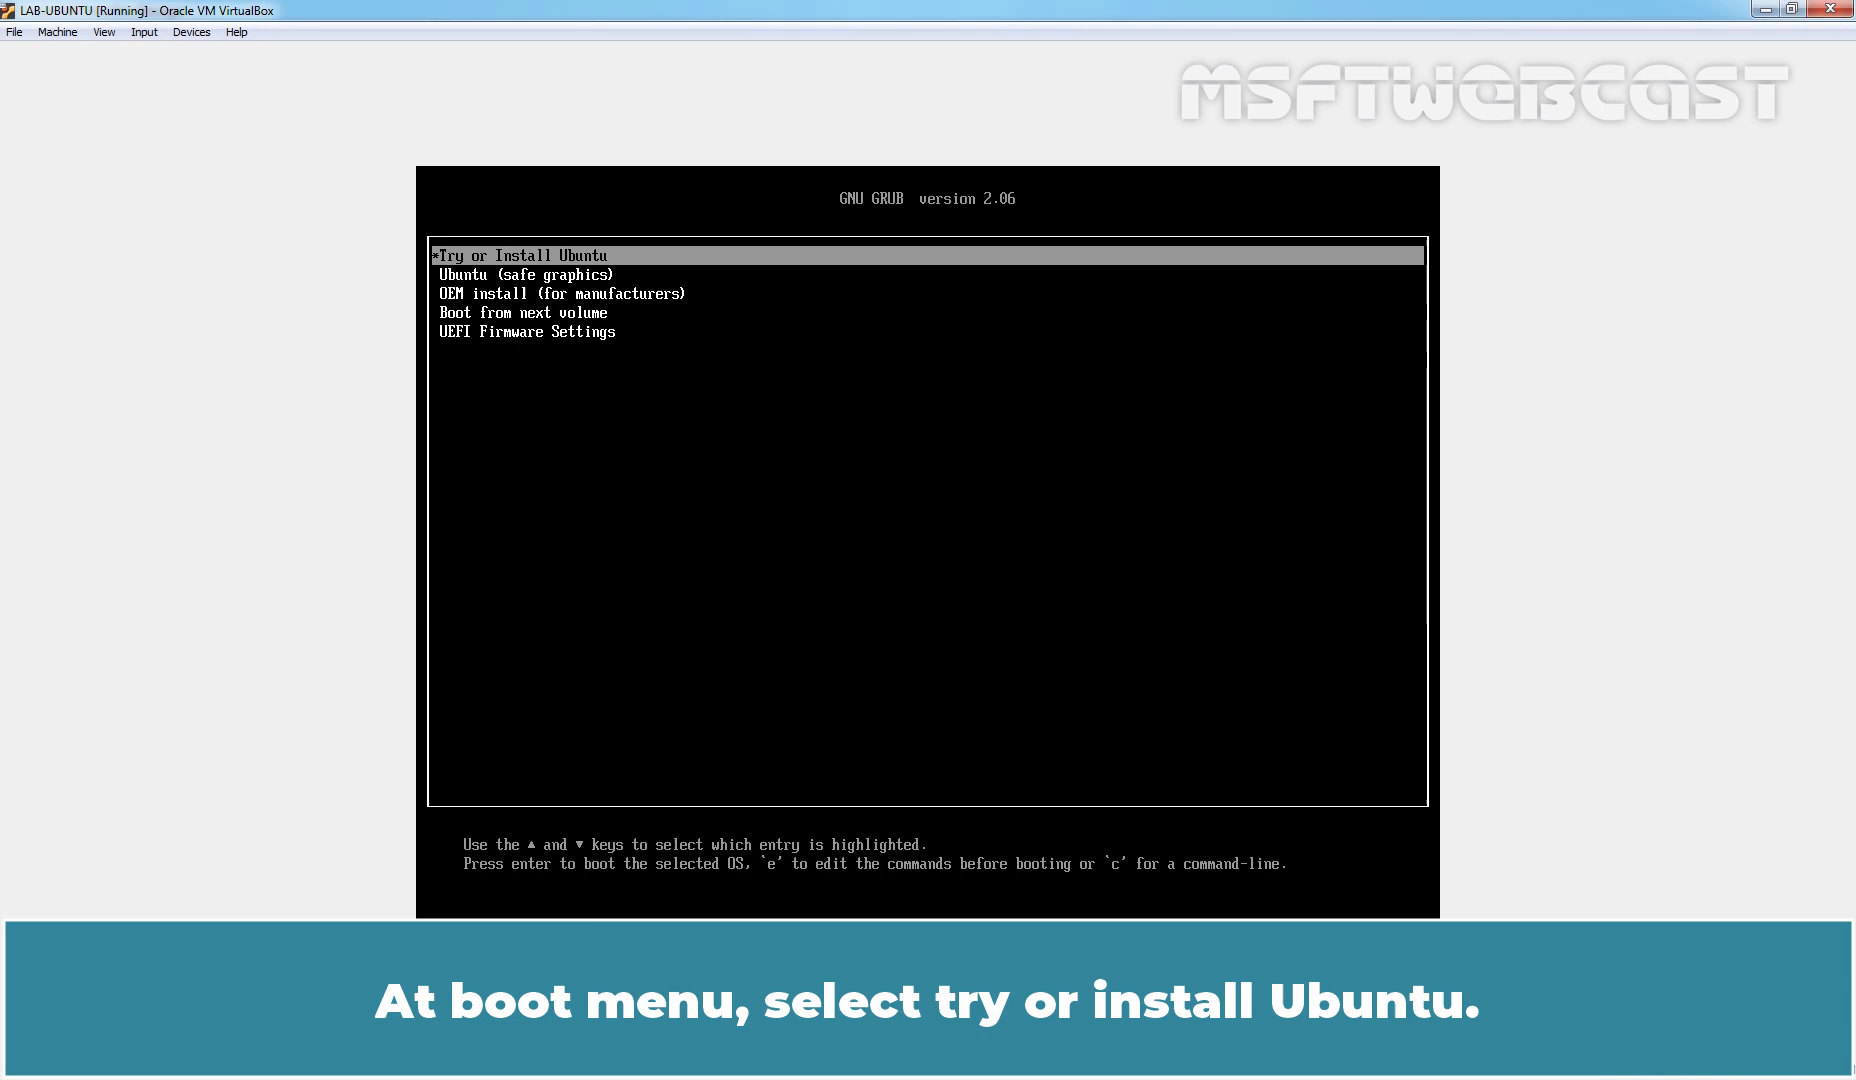 LAB-UBUNTU [Running] - Oracle VM VirtualBox
File Machine View Input Devices Help
MSFTWEBCAST
GNU GRUB version 2.06
*Try or Install Ubuntu
Ubuntu (safe graphics)
OEM install (for manufacturers)
Boot from next volume
UEFI Firmware Settings
Use the ▲ and ▼ keys to select which entry is highlighted.
Press enter to boot the selected OS, `e' to edit the commands before booting or `c' for a command-line.
At boot menu, select try or install Ubuntu.